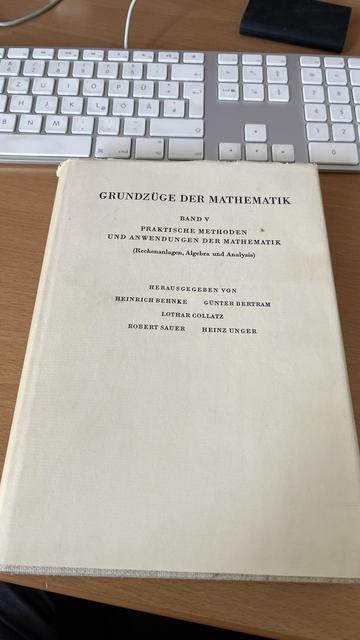 GRUNDZÜGE DER MATHEMATIK
BAND V
PRAKTISCHE METHODEN
UND ANWENDUNGEN DER MATHEMATIK
(Rechenanlagen, Algebra und Analysis)
HERAUSGEGEBEN VON
HEINRICH BEHNKE GÜNTER BERTRAM
LOTHAR COLLATZ
ROBERT SAUER HEINZ UNGER